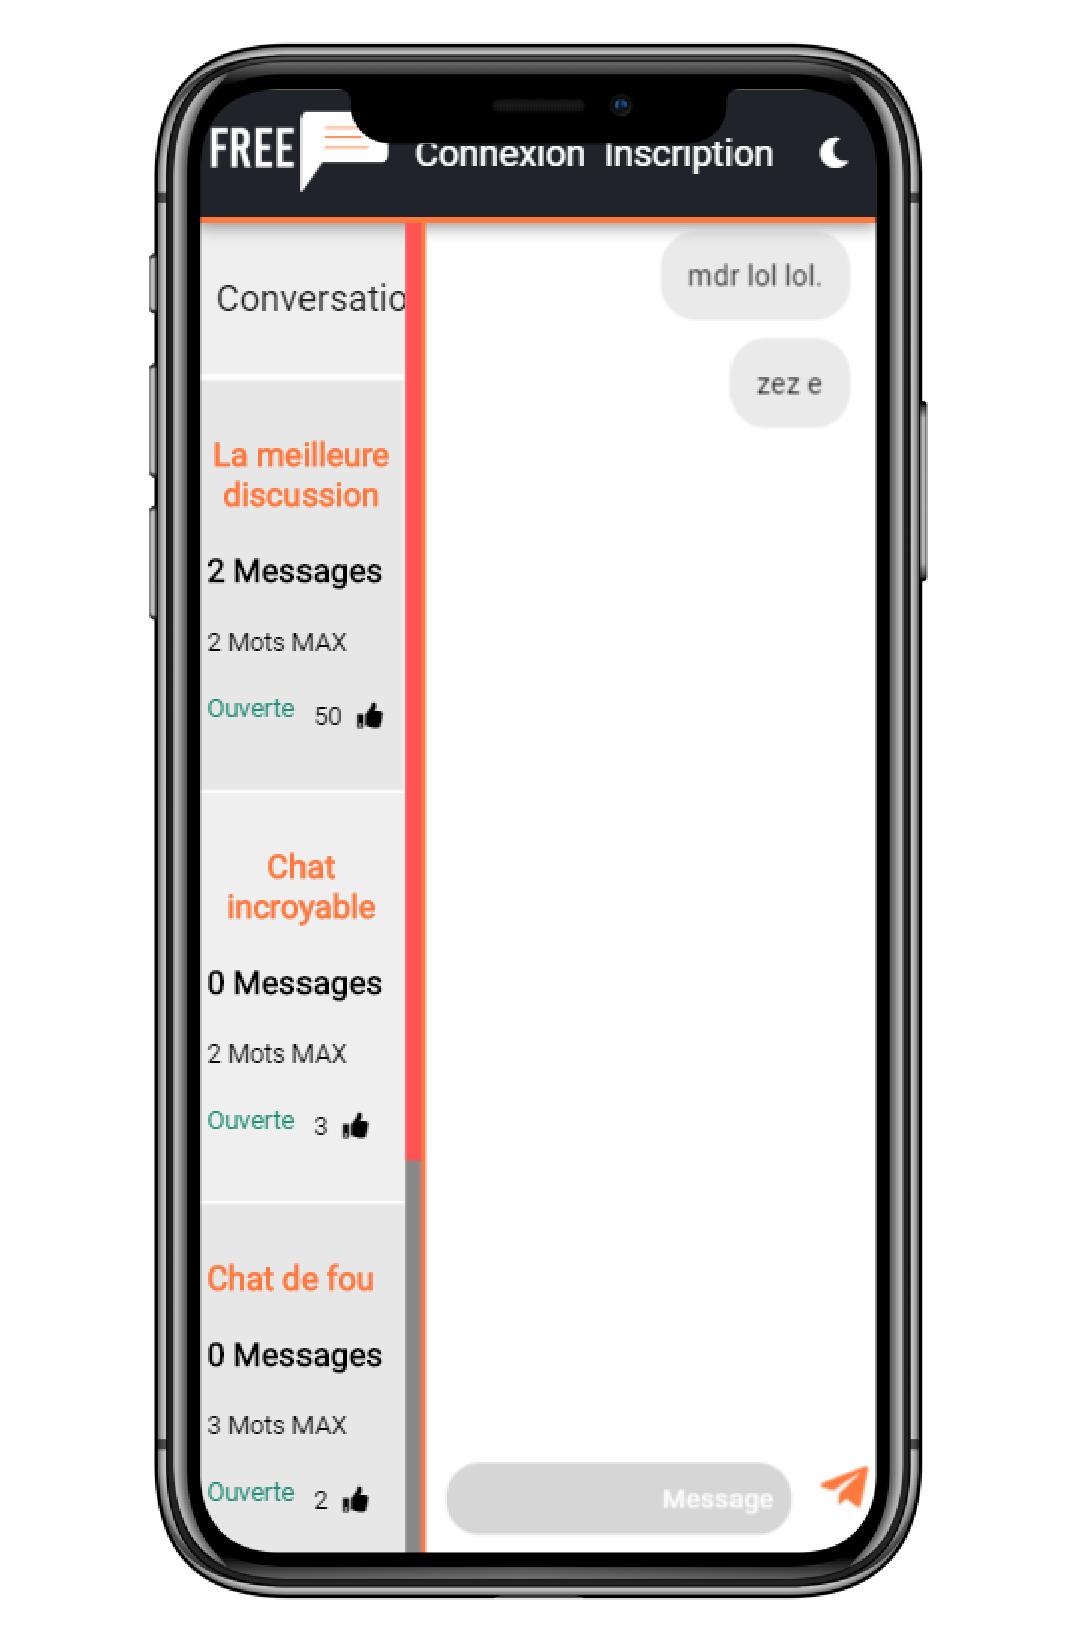 FREE
Connexion Inscription
Conversatio
La meilleure
discussion
2 Messages
2 Mots MAX
Ouverte 50
Chat
incroyable
0 Messages
2 Mots MAX
Ouverte 3
Chat de fou
0 Messages
3 Mots MAX
Ouverte 2
mdr lol lol.
zez e
Message